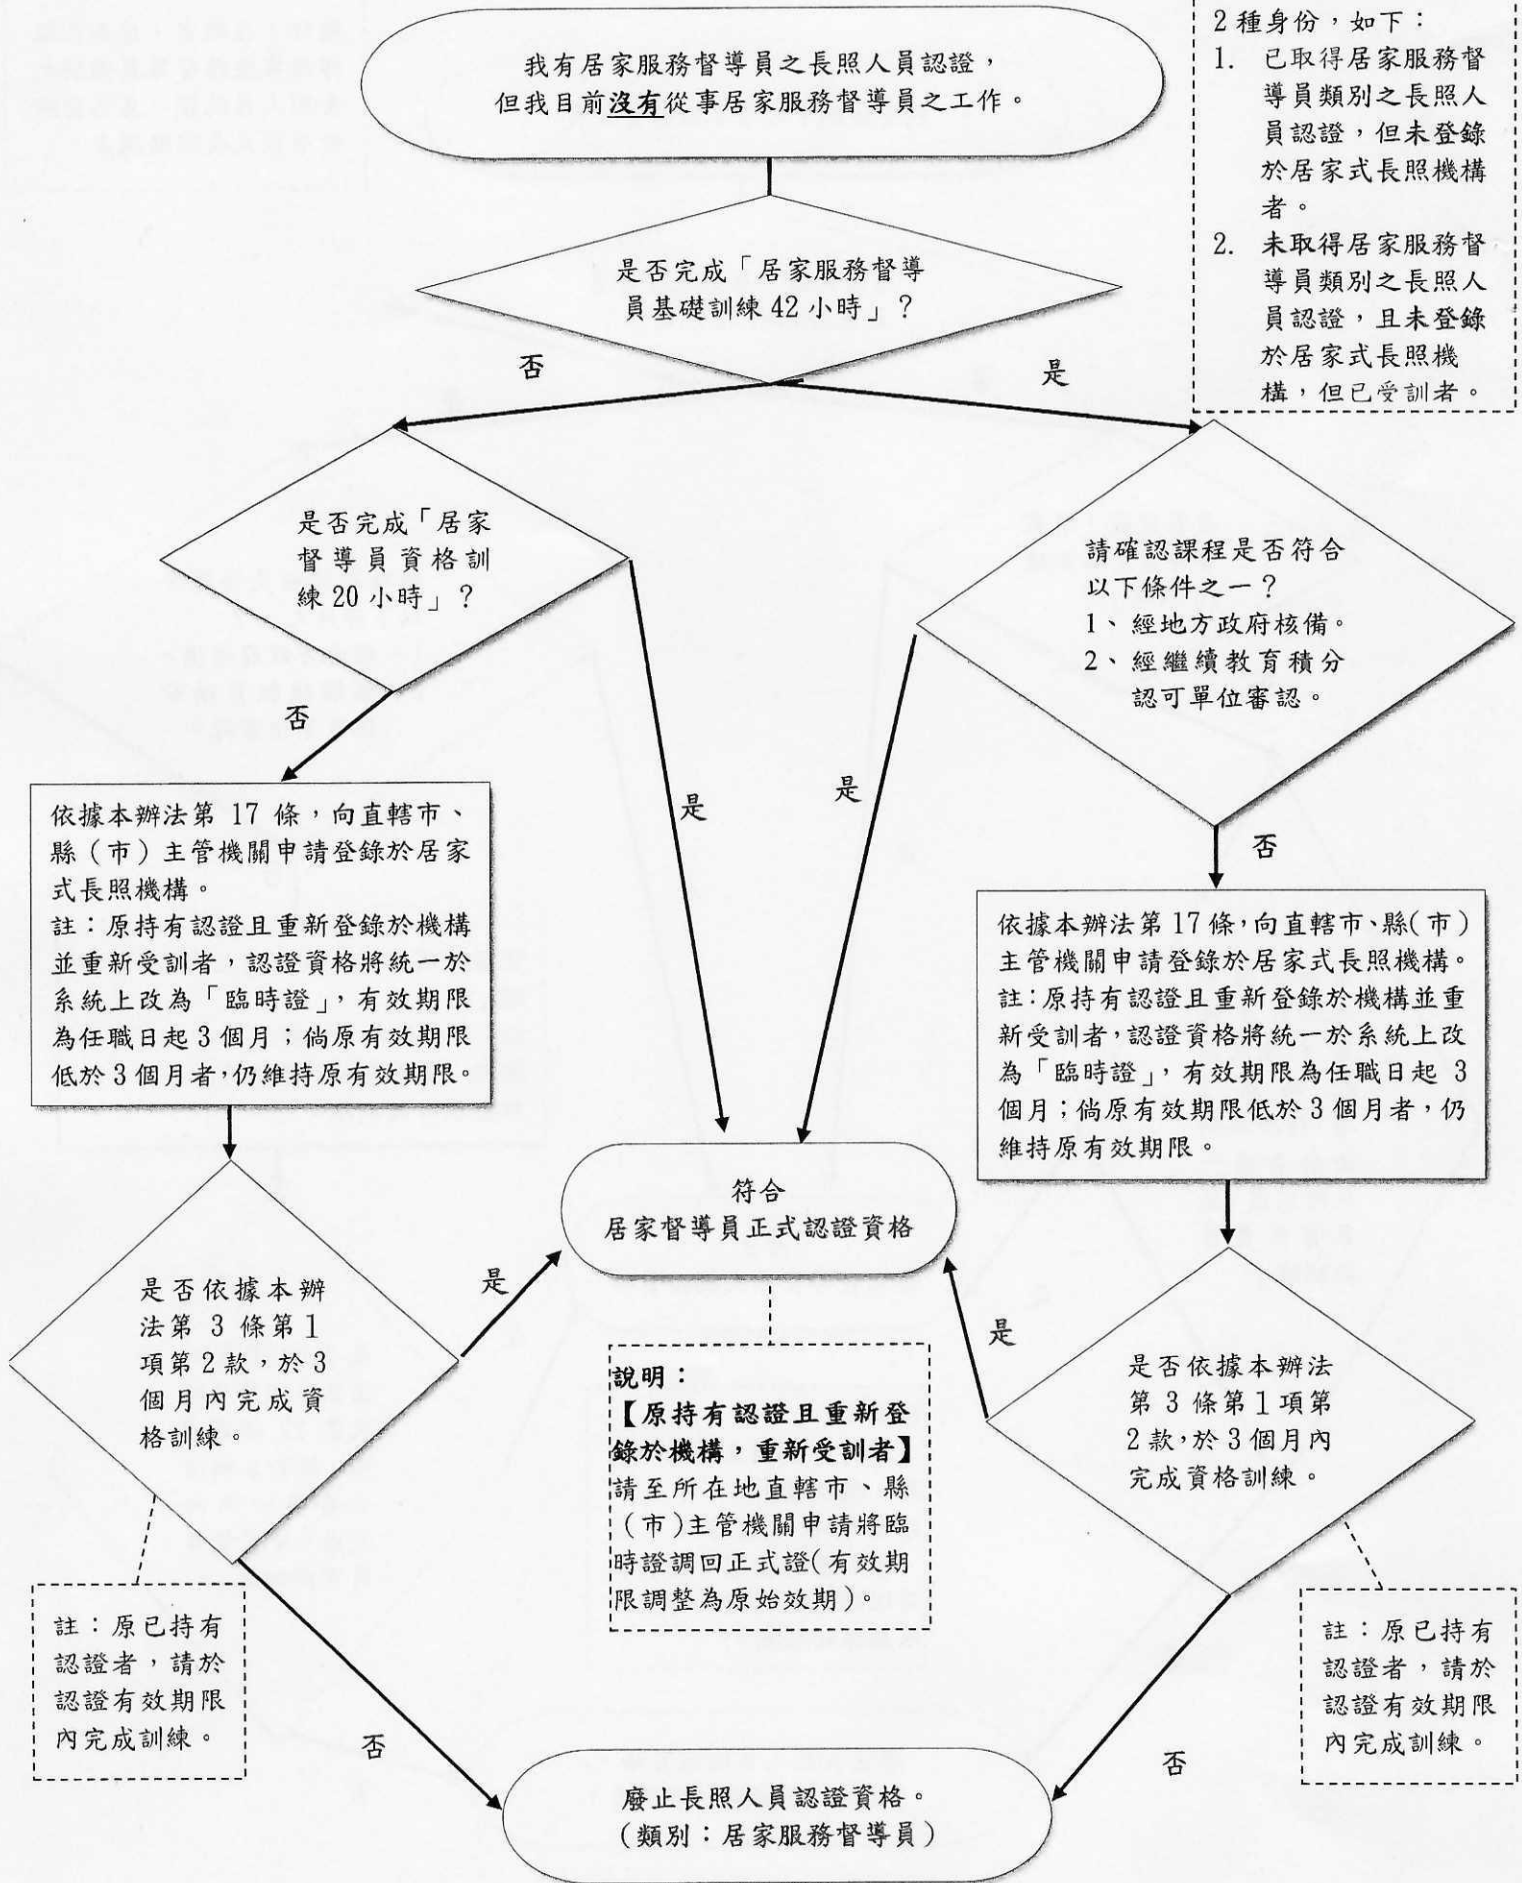 我有居家服務督導員之長照人員認證，
但我目前沒有從事居家服務督導員之工作。
2種身份，如下：
1. 已取得居家服務督
導員類別之長照人
員認證，但未登錄
於居家式長照機構
者。
2. 未取得居家服務督
導員類別之長照人
員認證，且未登錄
於居家式長照機
構，但已受訓者。
是否完成「居家服務督導
員基礎訓練 42 小時」？
否
是
是否完成「居家
督導員資格訓
練 20 小時」？
請確認課程是否符合
以下條件之一？
1、經地方政府核備。
2、經繼續教育積分
認可單位審認。
否
是
是
否
依據本辦法第 17 條，向直轄市、
縣（市）主管機關申請登錄於居家
式長照機構。
註：原持有認證且重新登錄於機構
並重新受訓者，認證資格將統一於
系統上改為「臨時證」，有效期限
為任職日起 3 個月；倘原有效期限
低於 3 個月者，仍維持原有效期限。
依據本辦法第 17 條，向直轄市、縣(市)
主管機關申請登錄於居家式長照機構。
註：原持有認證且重新登錄於機構並重
新受訓者，認證資格將統一於系統上改
為「臨時證」，有效期限為任職日起 3
個月；倘原有效期限低於 3 個月者，仍
維持原有效期限。
符合
居家督導員正式認證資格
是否依據本辦
法第 3 條第 1
項第 2 款，於 3
個月內完成資
格訓練。
是
是
說明：
【原持有認證且重新登
錄於機構，重新受訓者】
請至所在地直轄市、縣
（市）主管機關申請將臨
時證調回正式證(有效期
限調整為原始效期)。
是否依據本辦法
第 3 條第 1 項第
2 款，於 3 個月內
完成資格訓練。
註：原已持有
認證者，請於
認證有效期限
內完成訓練。
註：原已持有
認證者，請於
認證有效期限
內完成訓練。
否
否
廢止長照人員認證資格。
（類別：居家服務督導員）